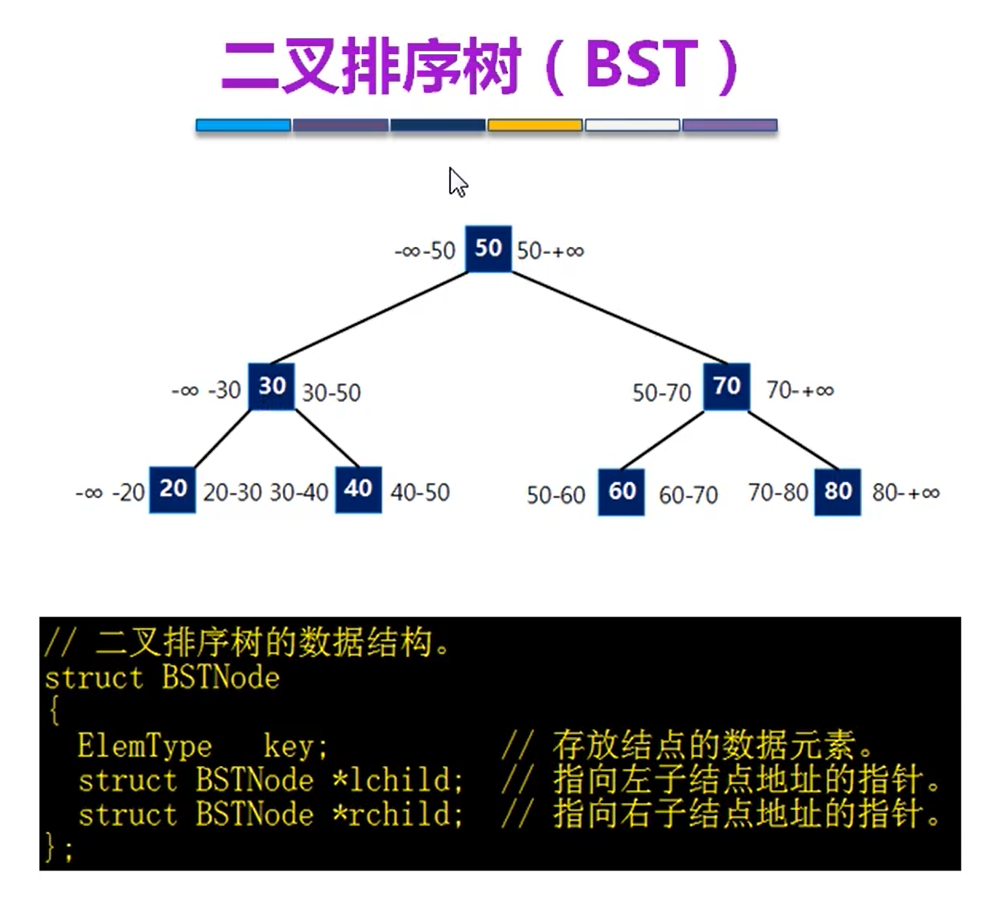 二叉排序树（BST）
-∞-50 50 50-+∞
-∞ -30 30 30-50 50-70 70 70-+∞
-∞ -20 20 20-30 30-40 40 40-50 50-60 60 60-70 70-80 80 80-+∞
// 二叉排序树的数据结构。
struct BSTNode
{
  ElemType   key;          // 存放结点的数据元素。
  struct BSTNode *lchild;  // 指向左子结点地址的指针。
  struct BSTNode *rchild;  // 指向右子结点地址的指针。
};